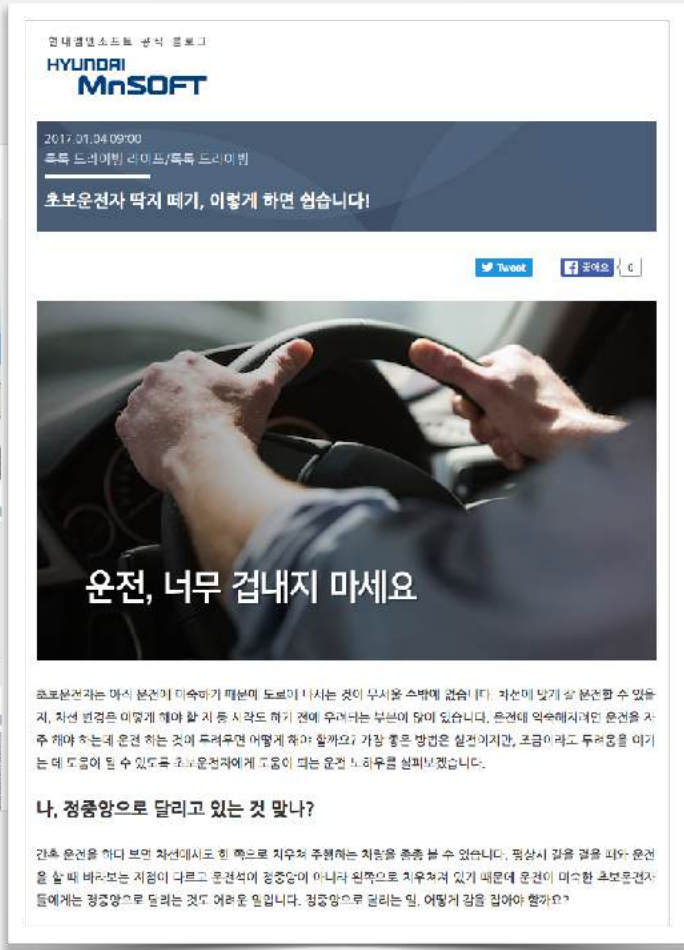 현대엠엔소프트 공식 블로그
HYUNDAI
MnSOFT
2017.01.04 09:00
톡톡 드라이빙 라이프/톡톡 드라이빙
초보운전자 딱지 떼기, 이렇게 하면 쉽습니다!
Tweet
좋아요
운전, 너무 겁내지 마세요
초보운전자는 아직 운전에 미숙하기 때문에 도로에 나서는 것이 무서울 수밖에 없습니다. 차선에 맞게 잘 운전할 수 있을
지, 차선 변경은 어떻게 해야 할 지 등 시작도 하기 전에 우려되는 부분이 많이 있습니다. 운전에 익숙해지려면 운전을 자
주 해야 하는데 운전 하는 것이 두려우면 어떻게 해야 할까요? 가장 좋은 방법은 실전이지만, 조금이라도 두려움을 이기
는 데 도움이 될 수 있도록 초보운전자에게 도움이 되는 운전 노하우를 살펴보겠습니다.
나, 정중앙으로 달리고 있는 것 맞나?
간혹 운전을 하다 보면 차선에서도 한 쪽으로 치우쳐 주행하는 차량을 종종 볼 수 있습니다. 평상시 길을 걸을 때와 운전
을 할 때 바라보는 지점이 다르고 운전석이 정중앙이 아니라 왼쪽으로 치우쳐져 있기 때문에 운전이 미숙한 초보운전자
들에게는 정중앙으로 달리는 것도 어려운 일입니다. 정중앙으로 달리는 일, 어떻게 감을 잡아야 할까요?